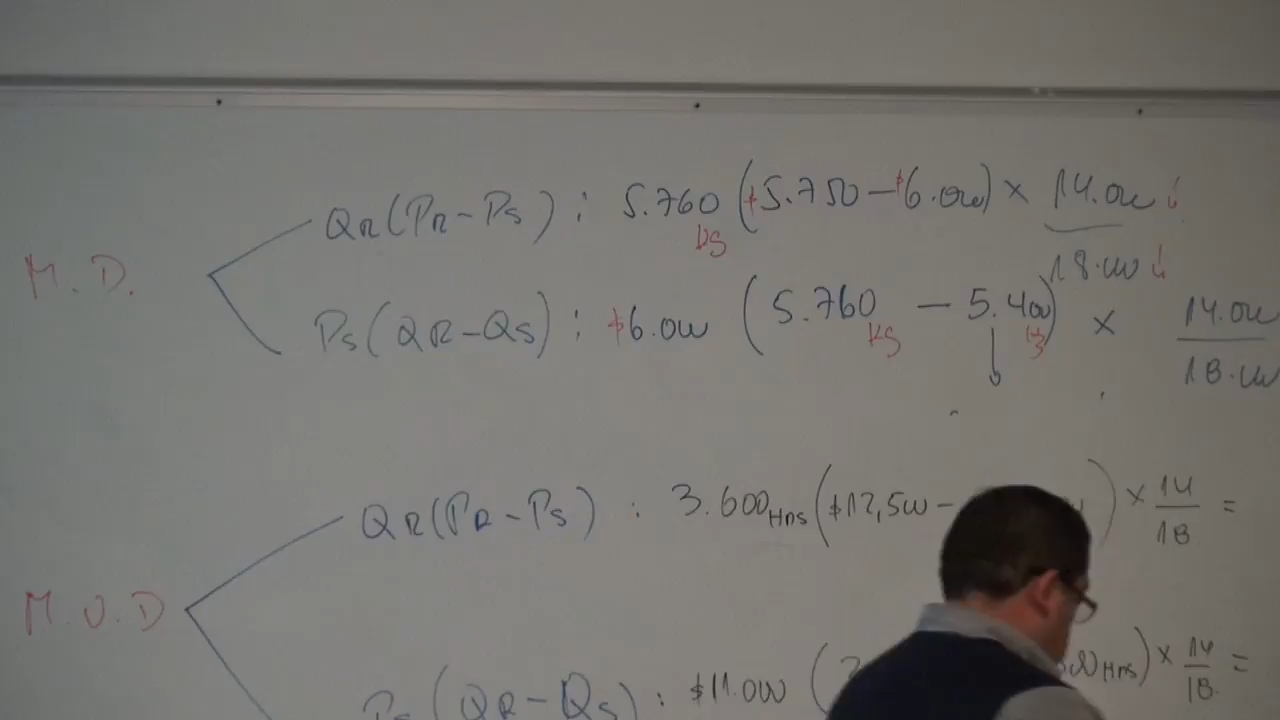 QR(PR-PS) : 5.760 ($5.750-$6.000) × 14.000
KS
18.000
M.D.
PS(QR-QS) : $6.000 (5.760 - 5.400) × 14.000
KS
18.000
QR(PR-PS) : 3.600 HRS ($12,500- ) × 14 =
18
M.O.D
PS(QR-QS) : $11.000 ( HRS) × 14 =
18